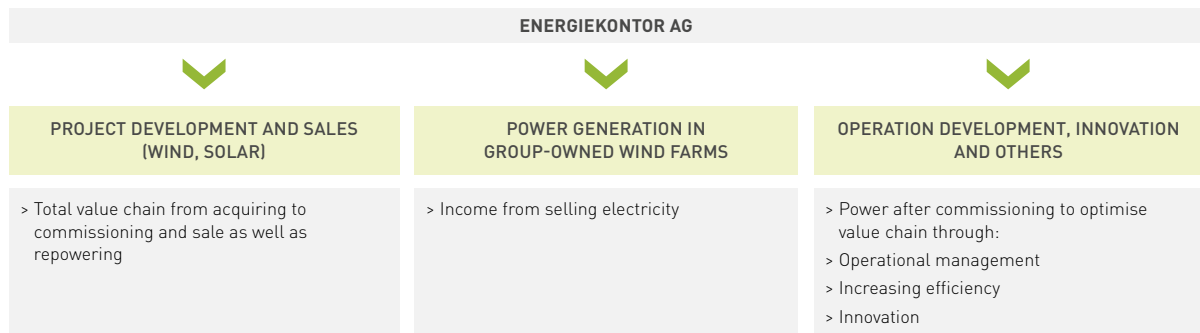 ENERGIEKONTOR AG
PROJECT DEVELOPMENT AND SALES
(WIND, SOLAR)
> Total value chain from acquiring to
commissioning and sale as well as
repowering
POWER GENERATION IN
GROUP-OWNED WIND FARMS
> Income from selling electricity
OPERATION DEVELOPMENT, INNOVATION
AND OTHERS
> Power after commissioning to optimise
value chain through:
> Operational management
> Increasing efficiency
> Innovation